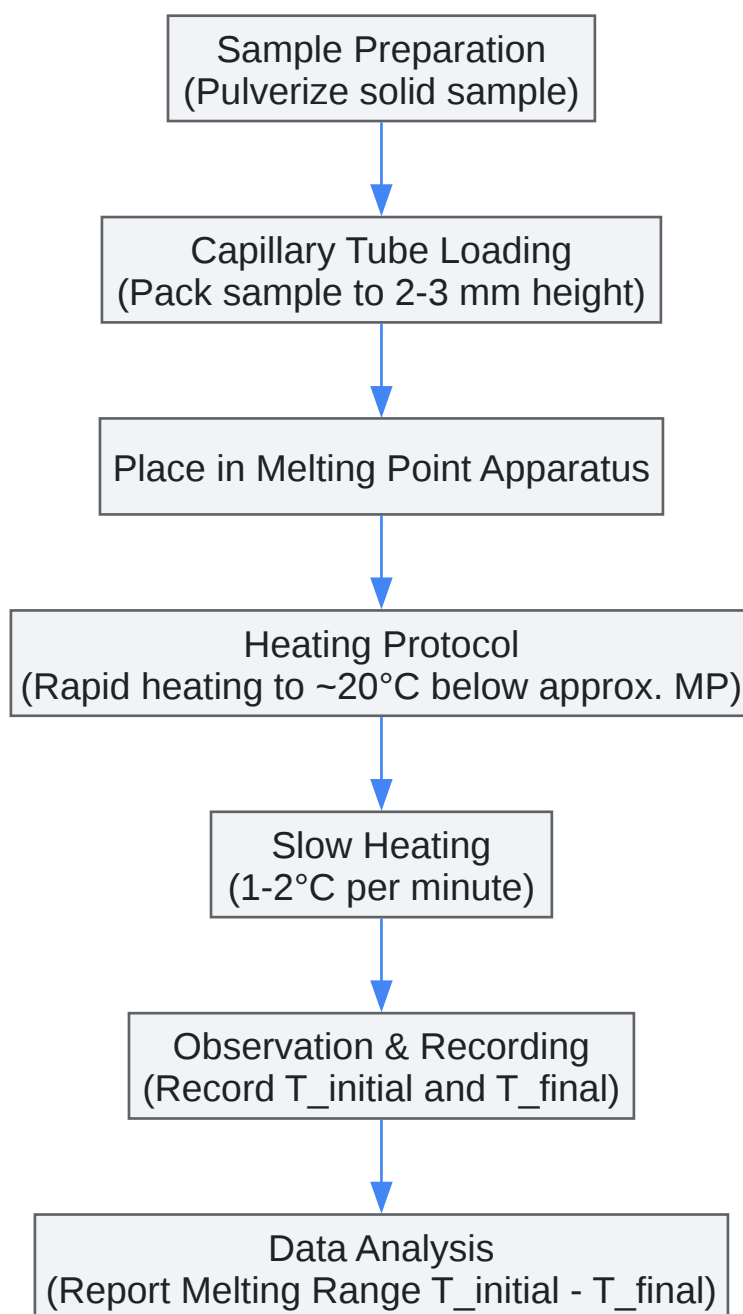 Sample Preparation
(Pulverize solid sample)
Capillary Tube Loading
(Pack sample to 2-3 mm height)
Place in Melting Point Apparatus
Heating Protocol
(Rapid heating to ~20°C below approx. MP)
Slow Heating
(1-2°C per minute)
Observation & Recording
(Record T_initial and T_final)
Data Analysis
(Report Melting Range T_initial - T_final)